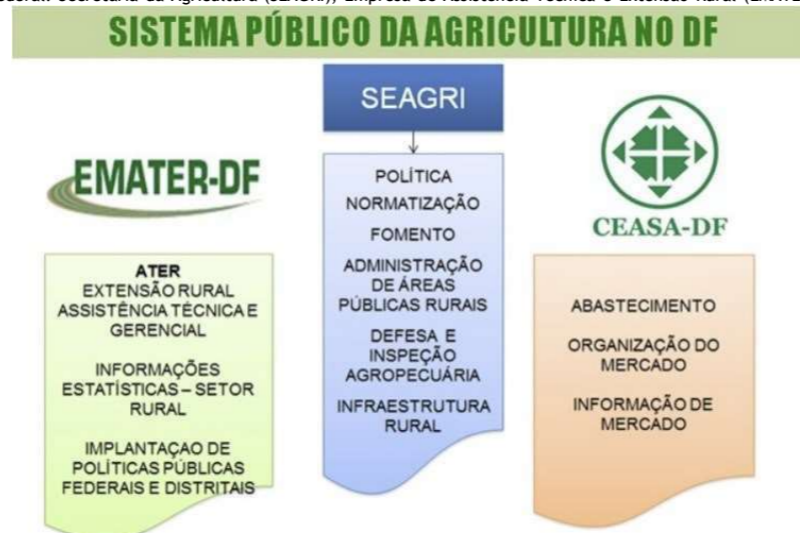 SISTEMA PÚBLICO DA AGRICULTURA NO DF
SEAGRI
POLÍTICA
NORMATIZAÇÃO
FOMENTO
ADMINISTRAÇÃO
DE ÁREAS
PÚBLICAS RURAIS
DEFESA E
INSPEÇÃO
AGROPECUÁRIA
INFRAESTRUTURA
RURAL
EMATER-DF
ATER
EXTENSÃO RURAL
ASSISTÊNCIA TÉCNICA E
GERENCIAL
INFORMAÇÕES
ESTATÍSTICAS – SETOR
RURAL
IMPLANTAÇAO DE
POLÍTICAS PÚBLICAS
FEDERAIS E DISTRITAIS
CEASA-DF
ABASTECIMENTO
ORGANIZAÇÃO DO
MERCADO
INFORMAÇÃO DE
MERCADO